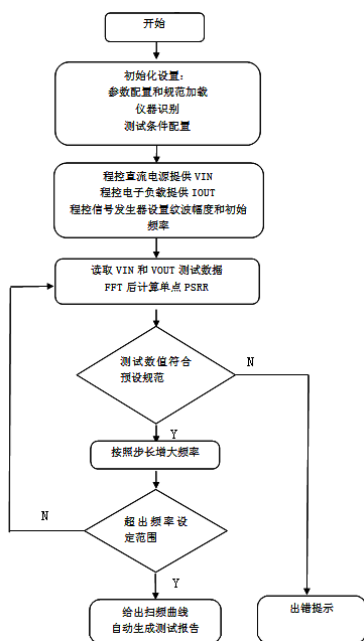 开始
初始化设置：
参数配置和规范加载
仪器识别
测试条件配置
程控直流电源提供 VIN
程控电子负载提供 IOUT
程控信号发生器设置纹波幅度和初始
频率
读取 VIN 和 VOUT 测试数据
FFT 后计算单点 PSRR
测试数值符合
预设规范
N
Y
按照步长增大频率
超出频率设
定范围
N
Y
给出扫频曲线
自动生成测试报告
出错提示